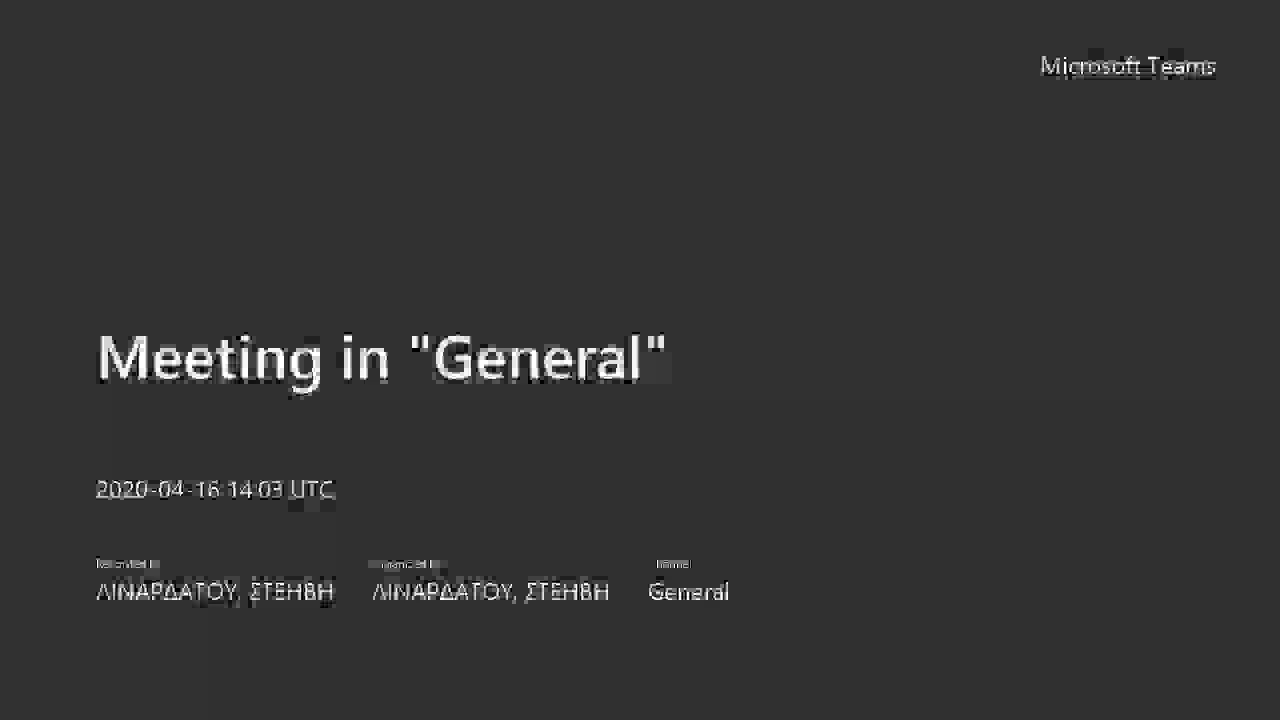 Microsoft Teams
Meeting in "General"
2020-04-16 14:03 UTC
ΛΙΝΑΡΔΑΤΟΥ, ΣΤΕΗΒΗ ΛΙΝΑΡΔΑΤΟΥ, ΣΤΕΗΒΗ General